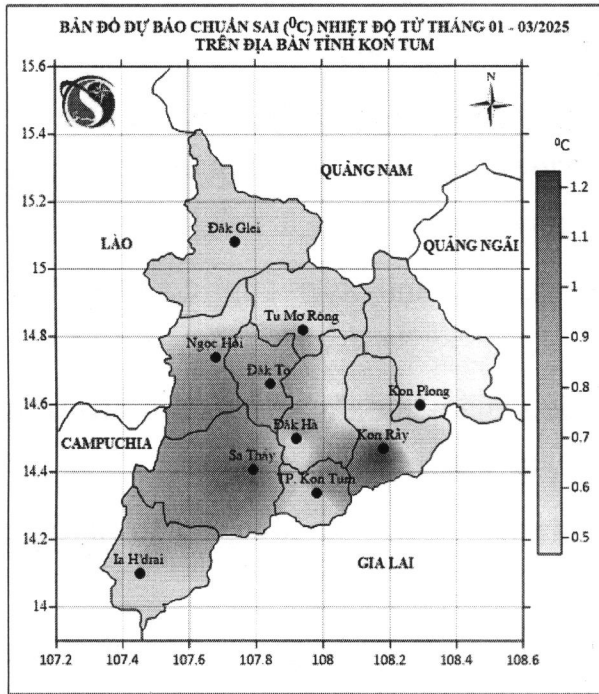 BẢN ĐỒ DỰ BÁO CHUẨN SAI (⁰C) NHIỆT ĐỘ TỪ THÁNG 01 - 03/2025
TRÊN ĐỊA BÀN TỈNH KON TUM
N
⁰C
15.6
15.4
15.2
15
14.8
14.6
14.4
14.2
14
QUẢNG NAM
QUẢNG NGÃI
LÀO
CAMPUCHIA
GIA LAI
Đăk Glei
Tu Mơ Rông
Ngọc Hồi
Đăk Tô
Kon Plong
Đăk Hà
Kon Rẫy
Sa Thầy
TP. Kon Tum
Ia H'drai
1.2
1.1
1
0.9
0.8
0.7
0.6
0.5
107.2 107.4 107.6 107.8 108 108.2 108.4 108.6